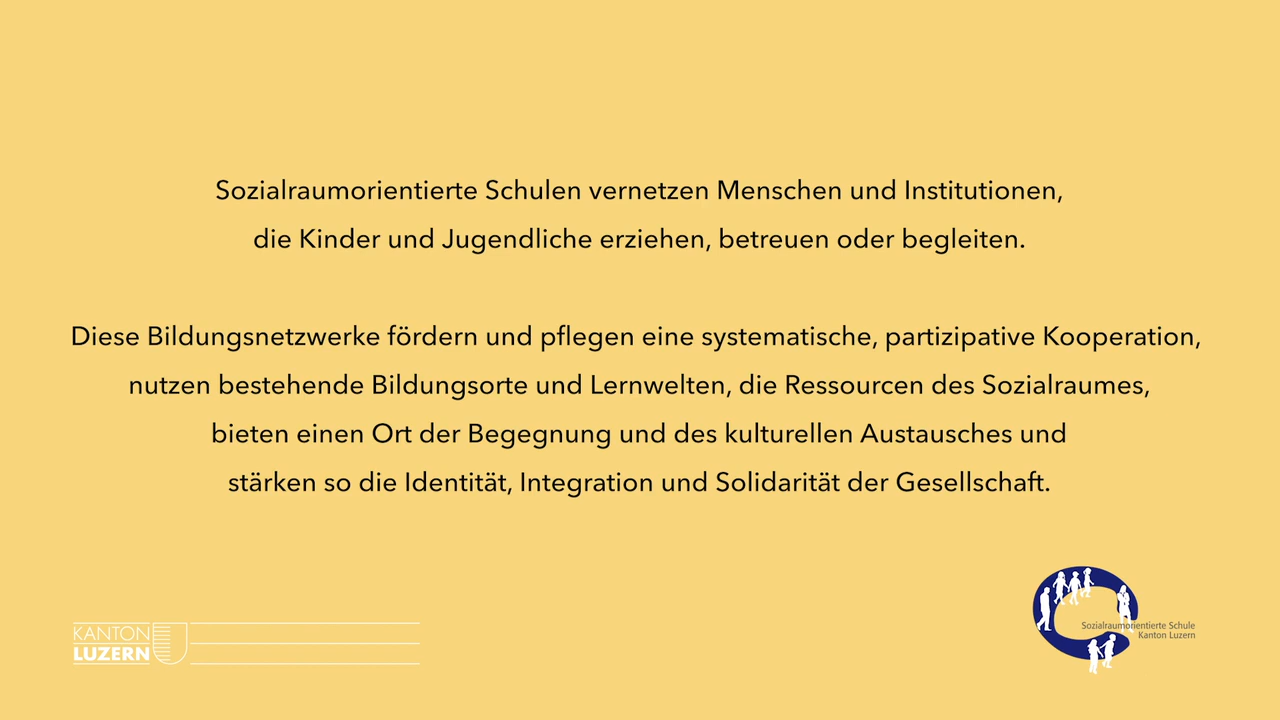 Sozialraumorientierte Schulen vernetzen Menschen und Institutionen,
die Kinder und Jugendliche erziehen, betreuen oder begleiten.
Diese Bildungsnetzwerke fördern und pflegen eine systematische, partizipative Kooperation,
nutzen bestehende Bildungsorte und Lernwelten, die Ressourcen des Sozialraumes,
bieten einen Ort der Begegnung und des kulturellen Austausches und
stärken so die Identität, Integration und Solidarität der Gesellschaft.
KANTON
LUZERN
Sozialraumorientierte Schule
Kanton Luzern